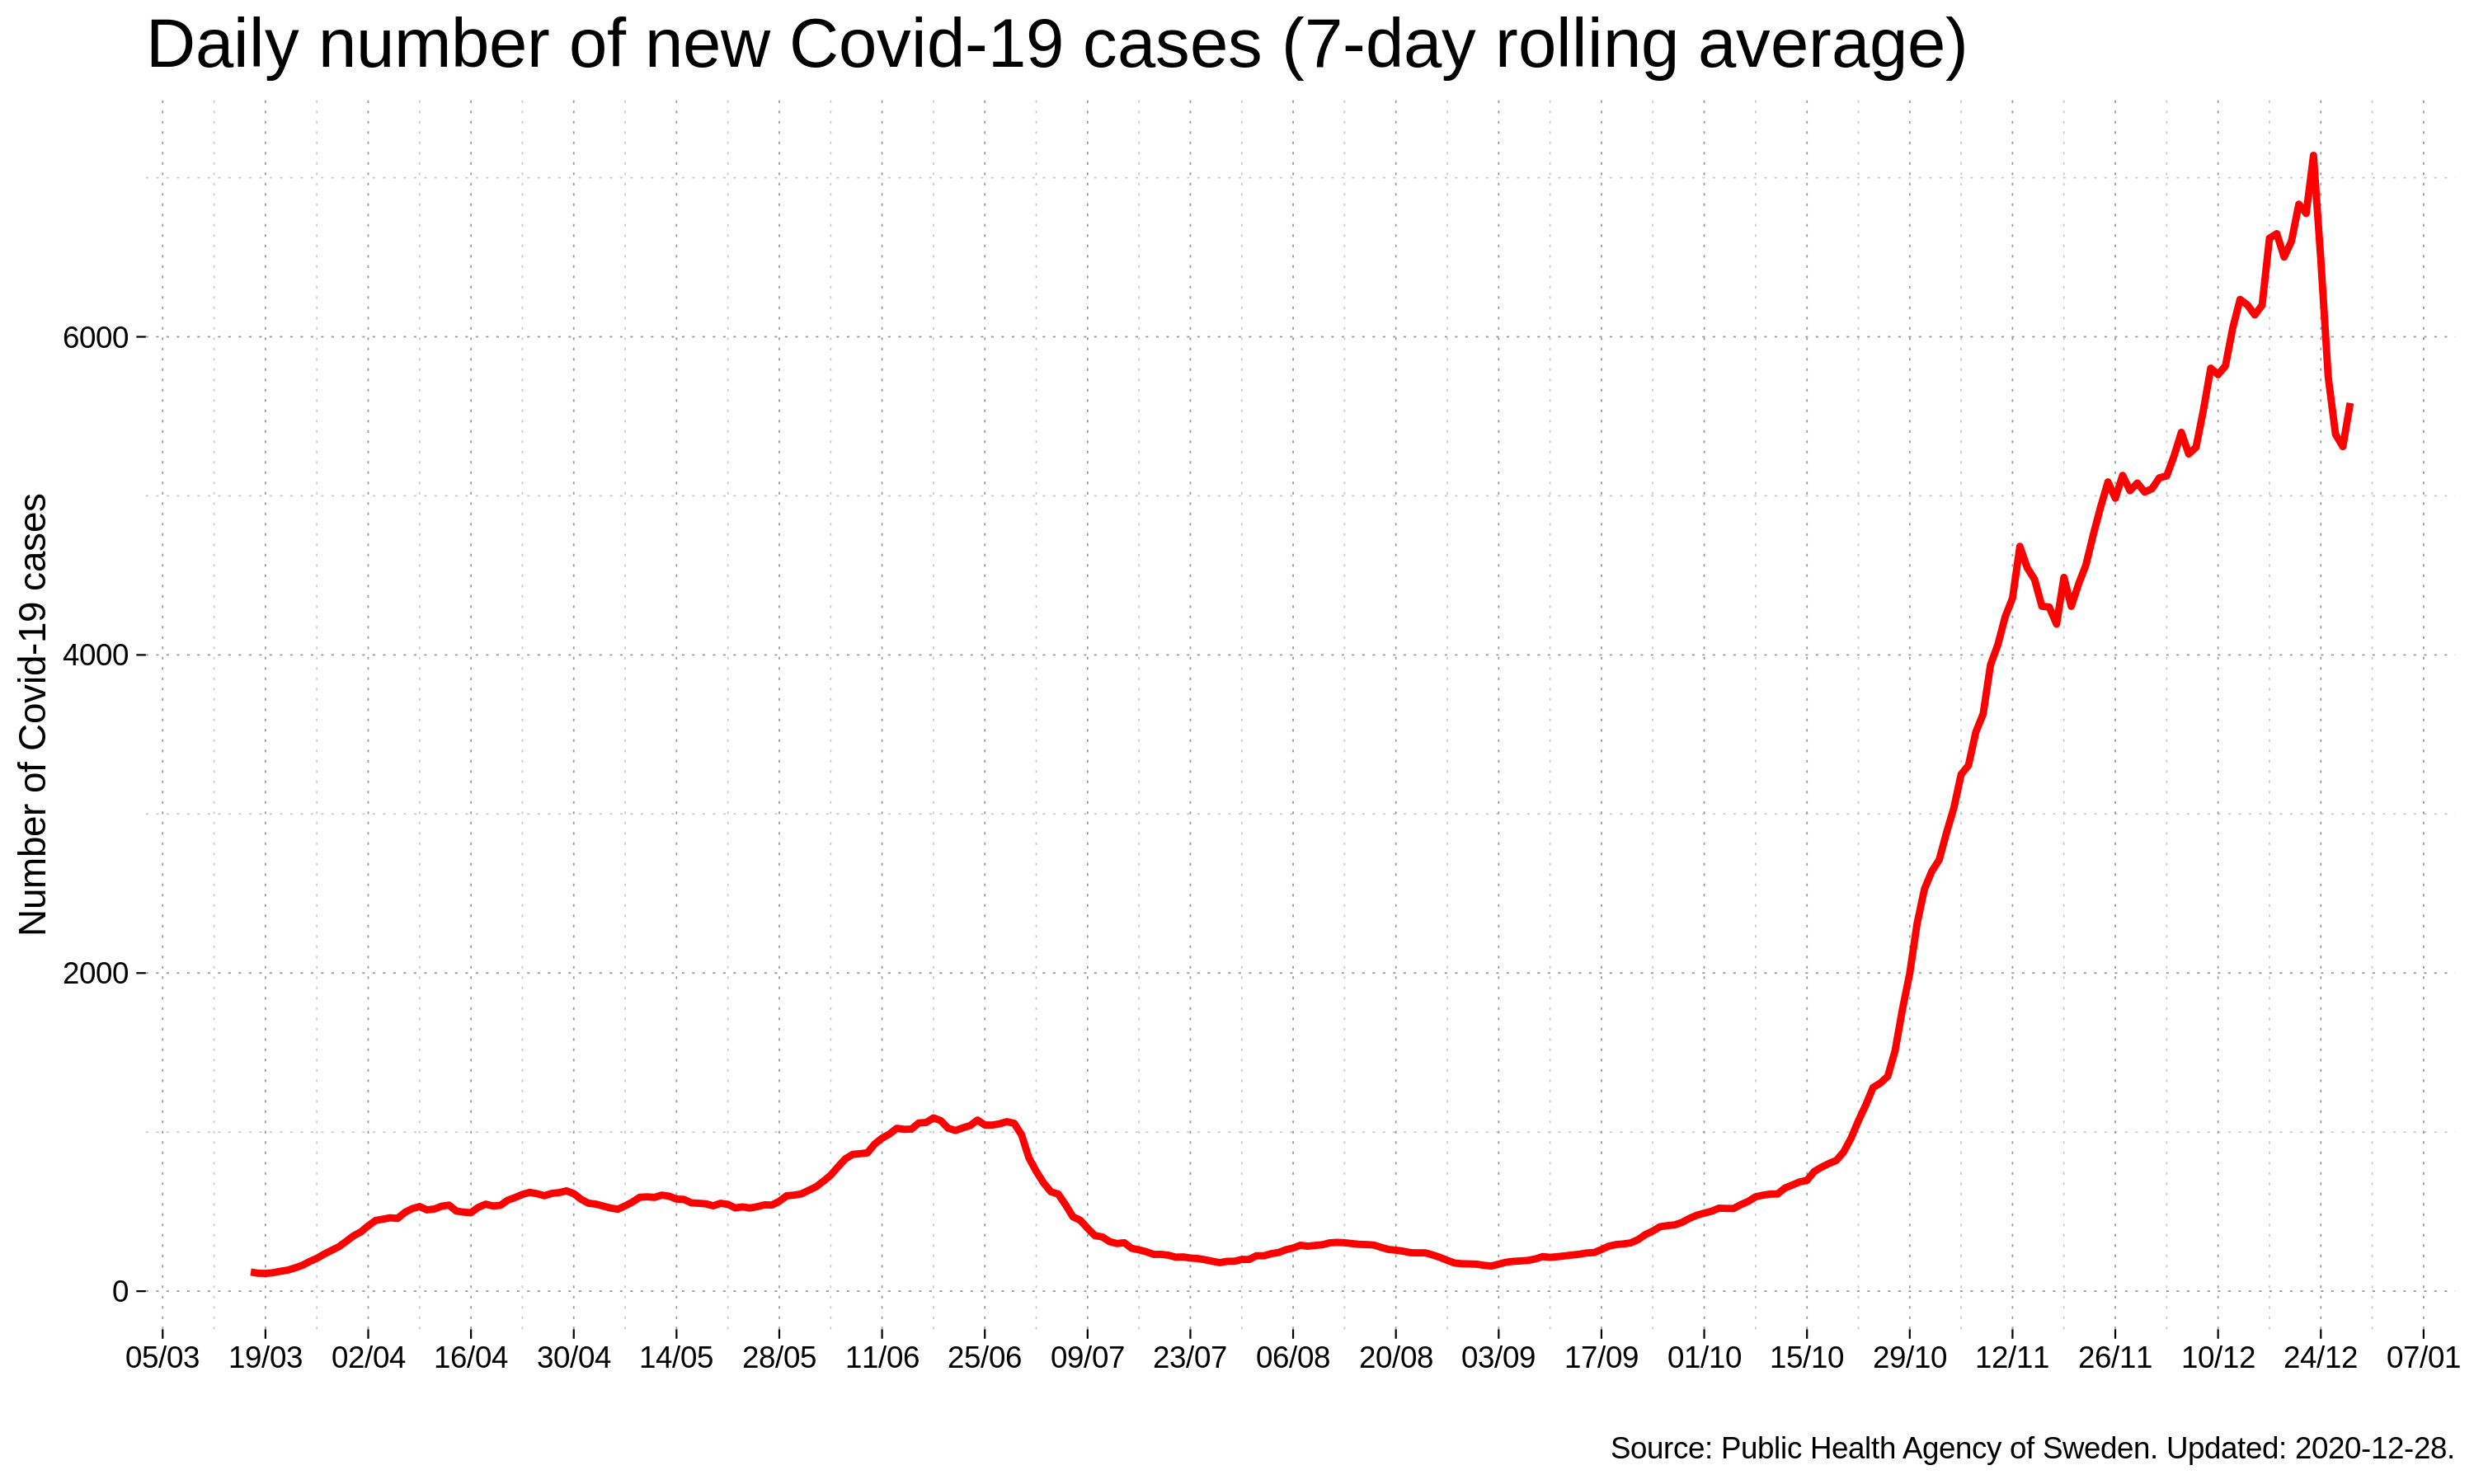 Daily number of new Covid-19 cases (7-day rolling average)
Number of Covid-19 cases
6000
4000
2000
0
05/03 19/03 02/04 16/04 30/04 14/05 28/05 11/06 25/06 09/07 23/07 06/08 20/08 03/09 17/09 01/10 15/10 29/10 12/11 26/11 10/12 24/12 07/01
Source: Public Health Agency of Sweden. Updated: 2020-12-28.